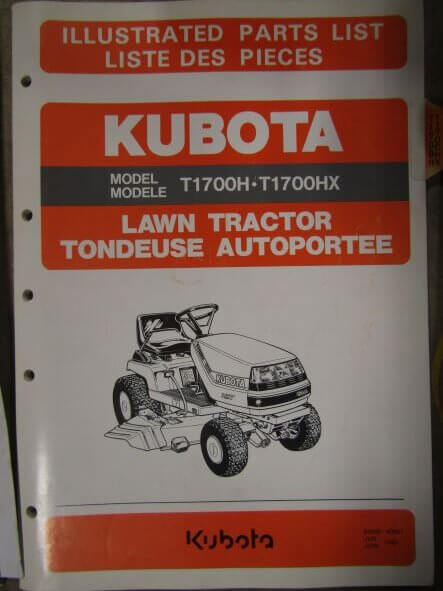 ILLUSTRATED PARTS LIST
LISTE DES PIECES
KUBOTA
MODEL
MODELE
T1700H·T1700HX
LAWN TRACTOR
TONDEUSE AUTOPORTEE
KUBOTA
Kubota